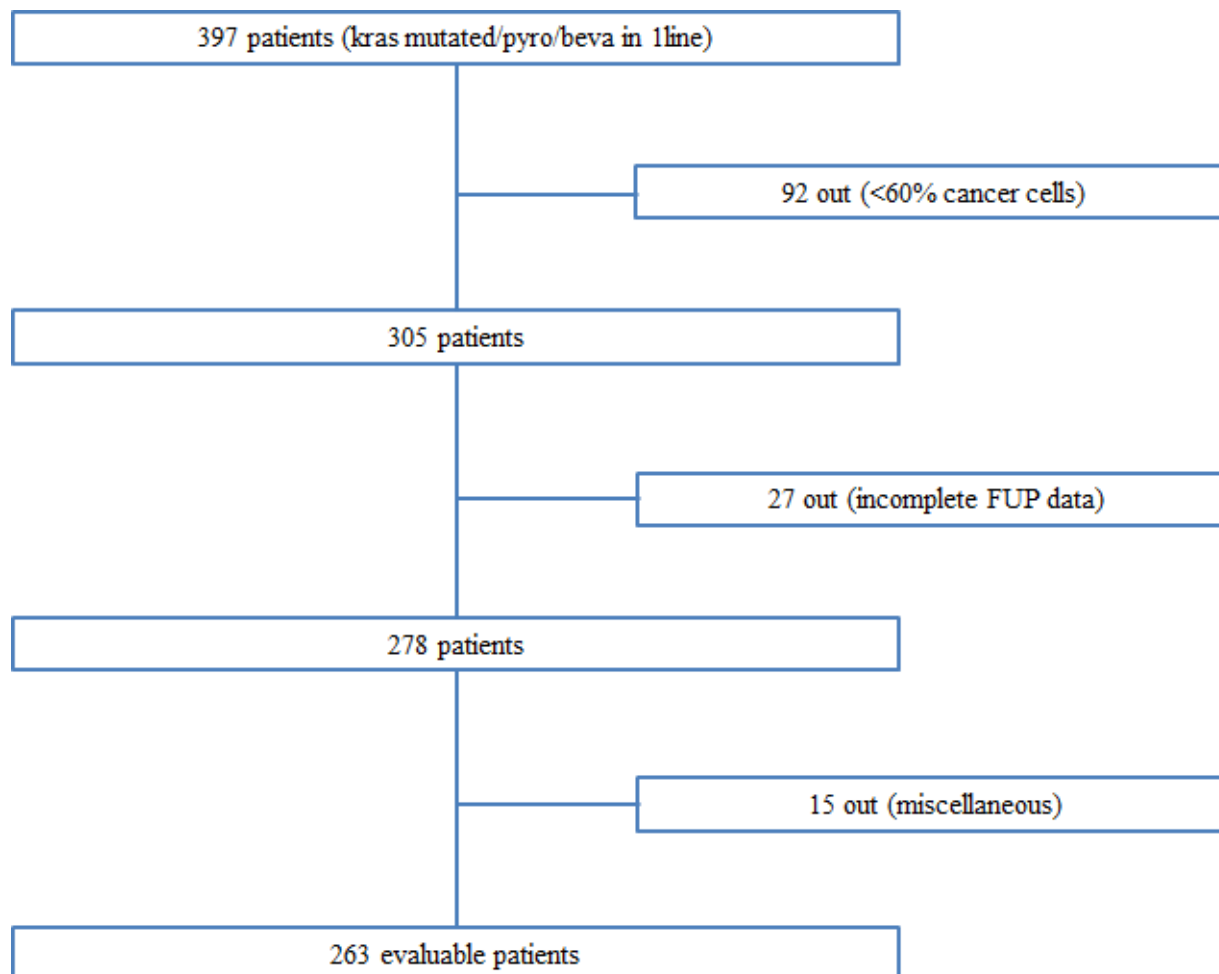 397 patients (kras mutated/pyro/beva in 1line)
92 out (<60% cancer cells)
305 patients
27 out (incomplete FUP data)
278 patients
15 out (miscellaneous)
263 evaluable patients